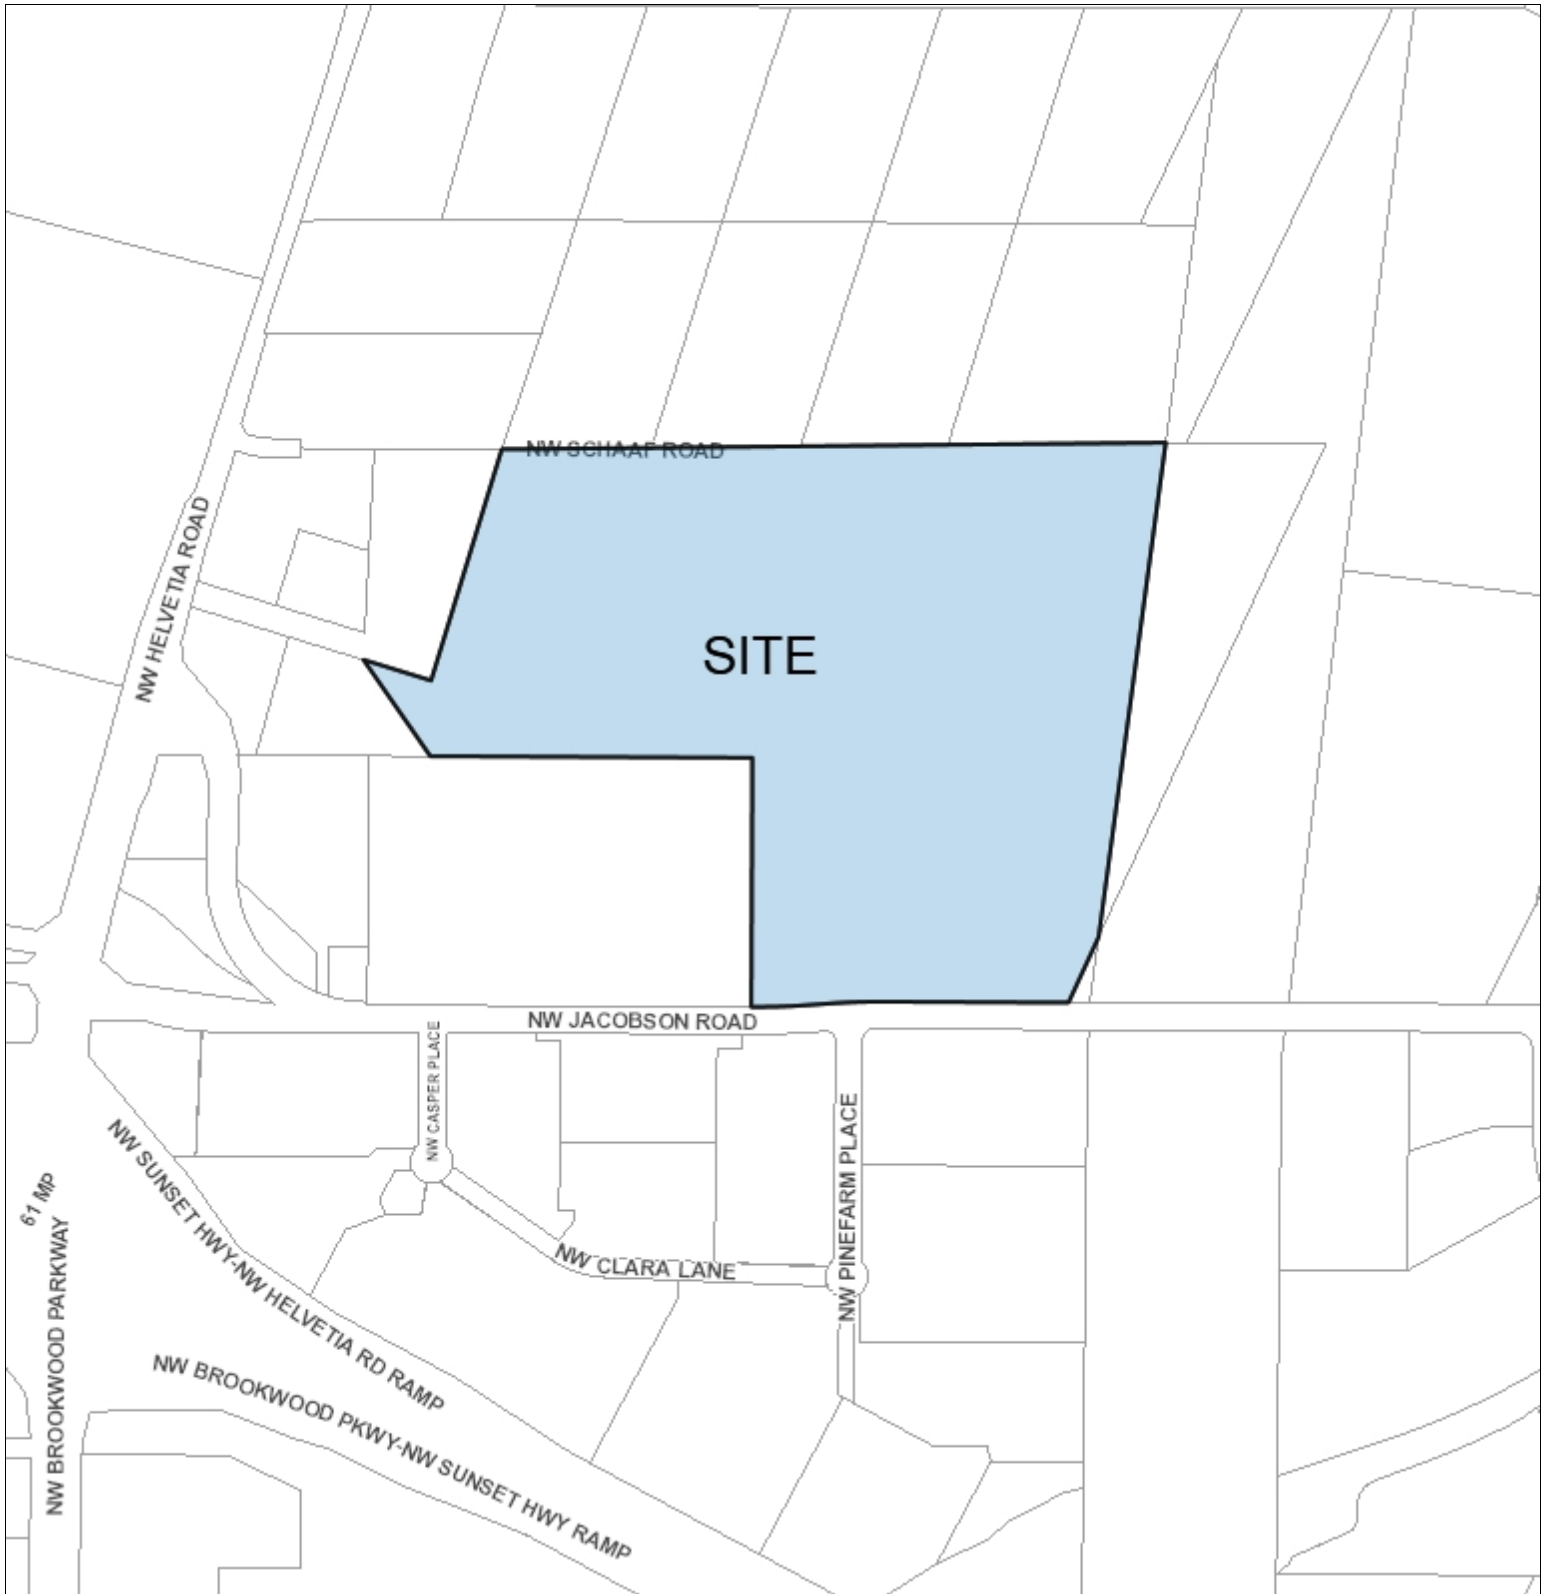 NW SCHAAF ROAD
NW HELVETIA ROAD
SITE
NW JACOBSON ROAD
NW CASPER PLACE
NW PINEFARM PLACE
NW SUNSET HWY-NW HELVETIA RD RAMP
61 MP
NW BROOKWOOD PARKWAY
NW CLARA LANE
NW BROOKWOOD PKWY-NW SUNSET HWY RAMP